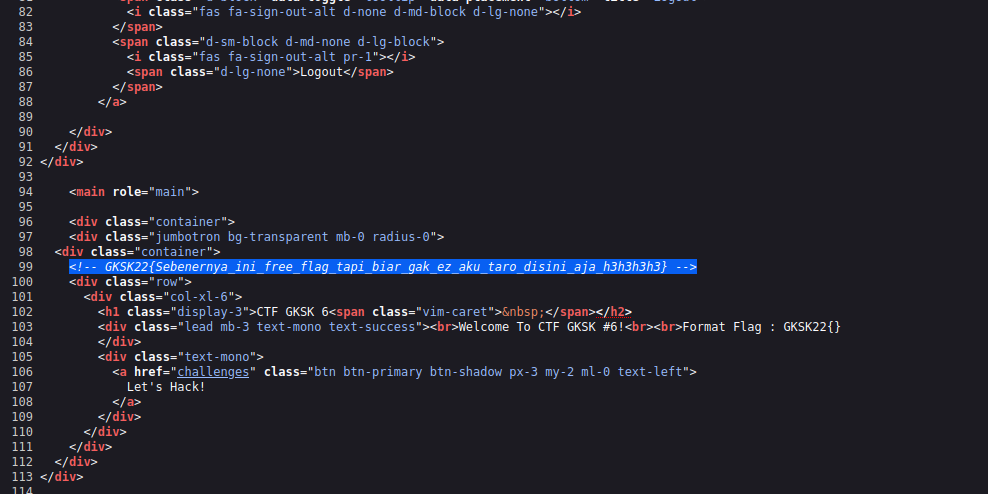 82 <i class="fas fa-sign-out-alt d-none d-md-block d-lg-none"></i>
83 </span>
84 <span class="d-sm-block d-md-none d-lg-block">
85 <i class="fas fa-sign-out-alt pr-1"></i>
86 <span class="d-lg-none">Logout</span>
87 </span>
88 </a>
89
90 </div>
91 </div>
92 </div>
93
94 <main role="main">
95
96 <div class="container">
97 <div class="jumbotron bg-transparent mb-0 radius-0">
98 <div class="container">
99 <!-- GKSK22{Sebenernya_ini_free_flag_tapi_biar_gak_ez_aku_taro_disini_aja_h3h3h3h3} -->
100 <div class="row">
101 <div class="col-xl-6">
102 <h1 class="display-3">CTF GKSK 6<span class="vim-caret">&nbsp;</span></h2>
103 <div class="lead mb-3 text-mono text-success"><br>Welcome To CTF GKSK #6!<br><br>Format Flag : GKSK22{}
104 </div>
105 <div class="text-mono">
106 <a href="challenges" class="btn btn-primary btn-shadow px-3 my-2 ml-0 text-left">
107 Let's Hack!
108 </a>
109 </div>
110 </div>
111 </div>
112 </div>
113 </div>
114